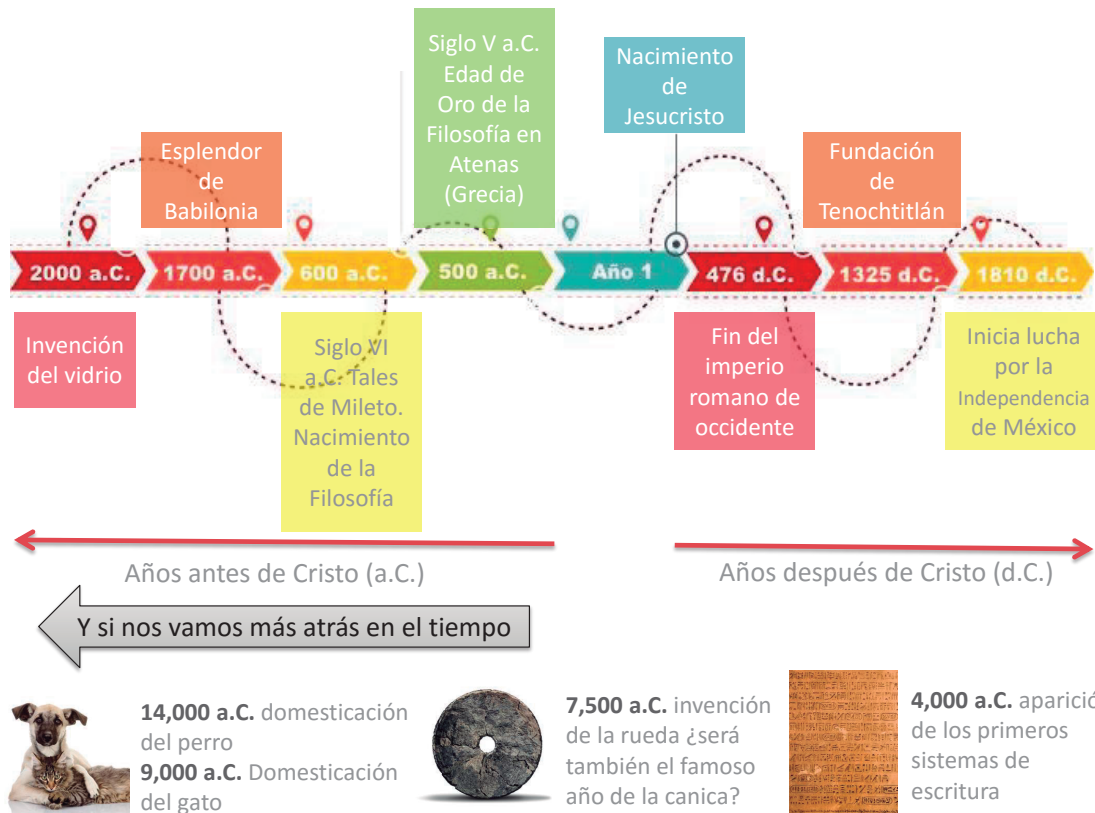 Siglo V a.C.
Edad de
Oro de la
Filosofía en
Atenas
(Grecia)
Nacimiento
de
Jesucristo
Esplendor
de
Babilonia
Fundación
de
Tenochtitlán
2000 a.C.
1700 a.C.
600 a.C.
500 a.C.
Año 1
476 d.C.
1325 d.C.
1810 d.C.
Invención
del vidrio
Siglo VI
a.C. Tales
de Mileto.
Nacimiento
de la
Filosofía
Fin del
imperio
romano de
occidente
Inicia lucha
por la
Independencia
de México
Años antes de Cristo (a.C.)
Años después de Cristo (d.C.)
Y si nos vamos más atrás en el tiempo
14,000 a.C. domesticación
del perro
9,000 a.C. Domesticación
del gato
7,500 a.C. invención
de la rueda ¿será
también el famoso
año de la canica?
4,000 a.C. aparició
de los primeros
sistemas de
escritura